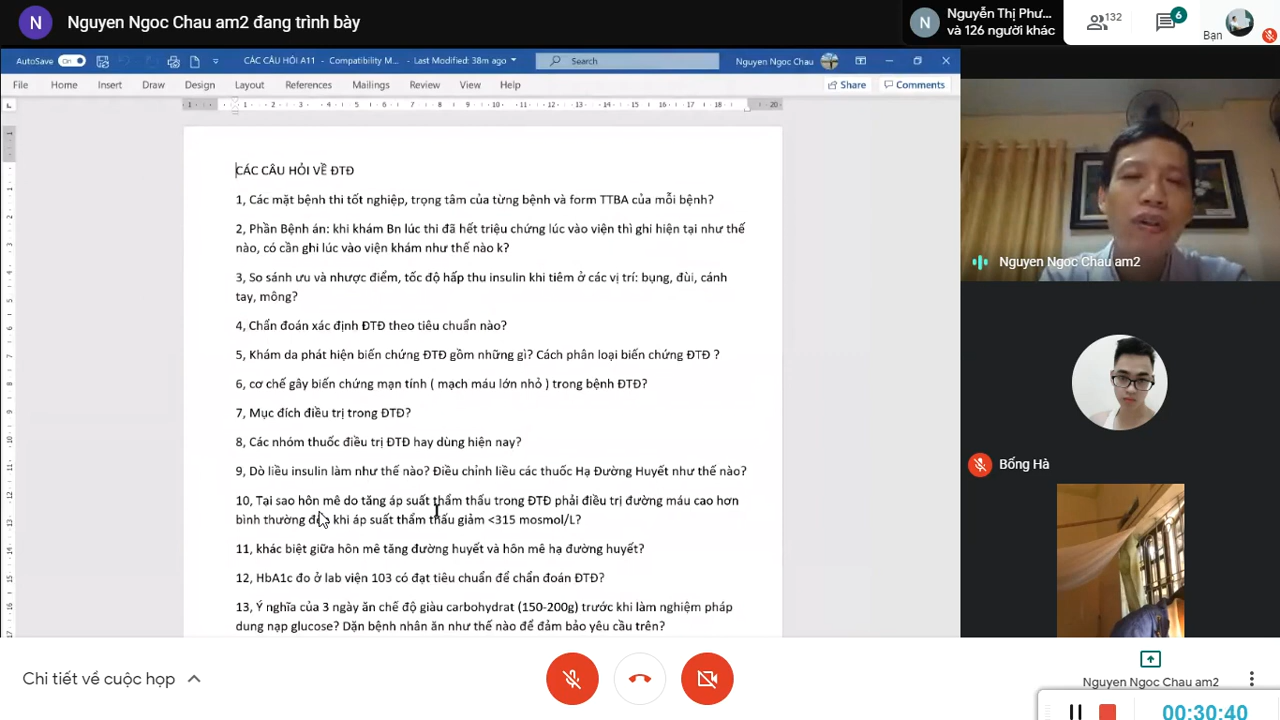 N
Nguyen Ngoc Chau am2 đang trình bày
N
Nguyễn Thị Phư...
và 126 người khác
132
6
Bạn
AutoSave
On
CÁC CÂU HỎI A11 - Compatibility M... - Last Modified: 38m ago
Search
Nguyen Ngoc Chau
File Home Insert Draw Design Layout References Mailings Review View Help
Share
Comments
CÁC CÂU HỎI VỀ ĐTĐ
1, Các mặt bệnh thi tốt nghiệp, trọng tâm của từng bệnh và form TTBA của mỗi bệnh?
2, Phần Bệnh án: khi khám Bn lúc thi đã hết triệu chứng lúc vào viện thì ghi hiện tại như thế
nào, có cần ghi lúc vào viện khám như thế nào k?
3, So sánh ưu và nhược điểm, tốc độ hấp thu insulin khi tiêm ở các vị trí: bụng, đùi, cánh
tay, mông?
4, Chẩn đoán xác định ĐTĐ theo tiêu chuẩn nào?
5, Khám da phát hiện biến chứng ĐTĐ gồm những gì? Cách phân loại biến chứng ĐTĐ ?
6, cơ chế gây biến chứng mạn tính ( mạch máu lớn nhỏ ) trong bệnh ĐTĐ?
7, Mục đích điều trị trong ĐTĐ?
8, Các nhóm thuốc điều trị ĐTĐ hay dùng hiện nay?
9, Dò liều insulin làm như thế nào? Điều chỉnh liều các thuốc Hạ Đường Huyết như thế nào?
10, Tại sao hôn mê do tăng áp suất thẩm thấu trong ĐTĐ phải điều trị đường máu cao hơn
bình thường đến khi áp suất thẩm thấu giảm <315 mosmol/L?
11, khác biệt giữa hôn mê tăng đường huyết và hôn mê hạ đường huyết?
12, HbA1c đo ở lab viện 103 có đạt tiêu chuẩn để chẩn đoán ĐTĐ?
13, Ý nghĩa của 3 ngày ăn chế độ giàu carbohydrat (150-200g) trước khi làm nghiệm pháp
dung nạp glucose? Dặn bệnh nhân ăn như thế nào để đảm bảo yêu cầu trên?
Nguyen Ngoc Chau am2
Bống Hà
Chi tiết về cuộc họp
Nguyen Ngoc Chau am2
00:30:40